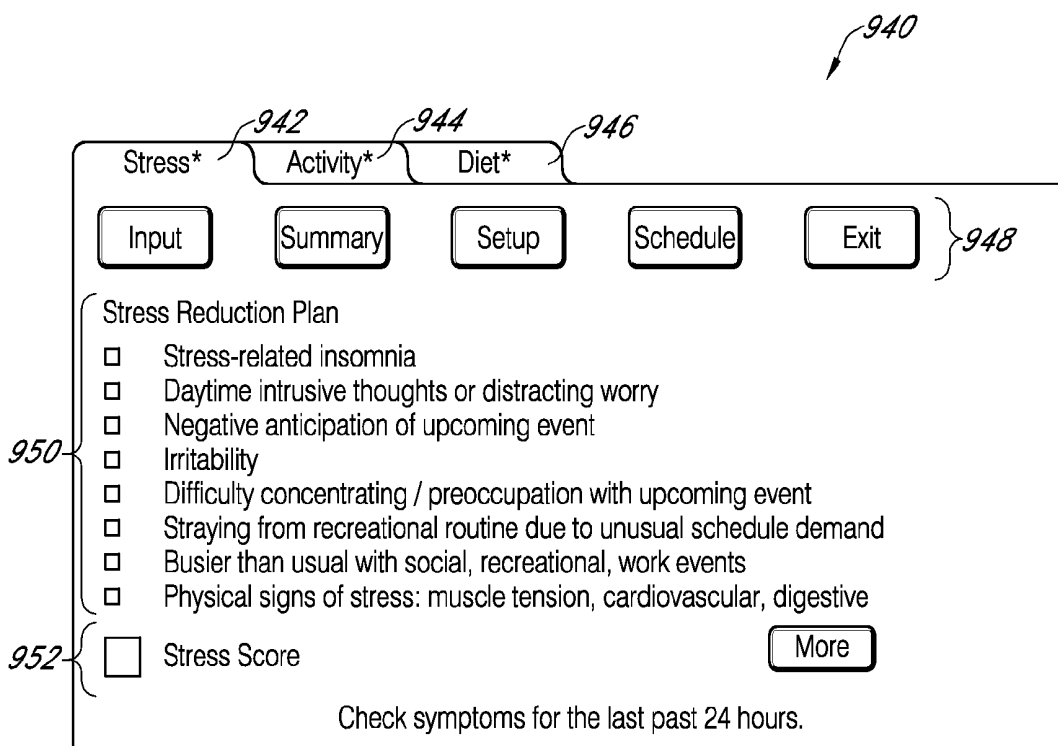 940
942 944 946
Stress* Activity* Diet*
Input Summary Setup Schedule Exit 948
Stress Reduction Plan
Stress-related insomnia
Daytime intrusive thoughts or distracting worry
Negative anticipation of upcoming event
950 Irritability
Difficulty concentrating / preoccupation with upcoming event
Straying from recreational routine due to unusual schedule demand
Busier than usual with social, recreational, work events
Physical signs of stress: muscle tension, cardiovascular, digestive
952 Stress Score More
Check symptoms for the last past 24 hours.